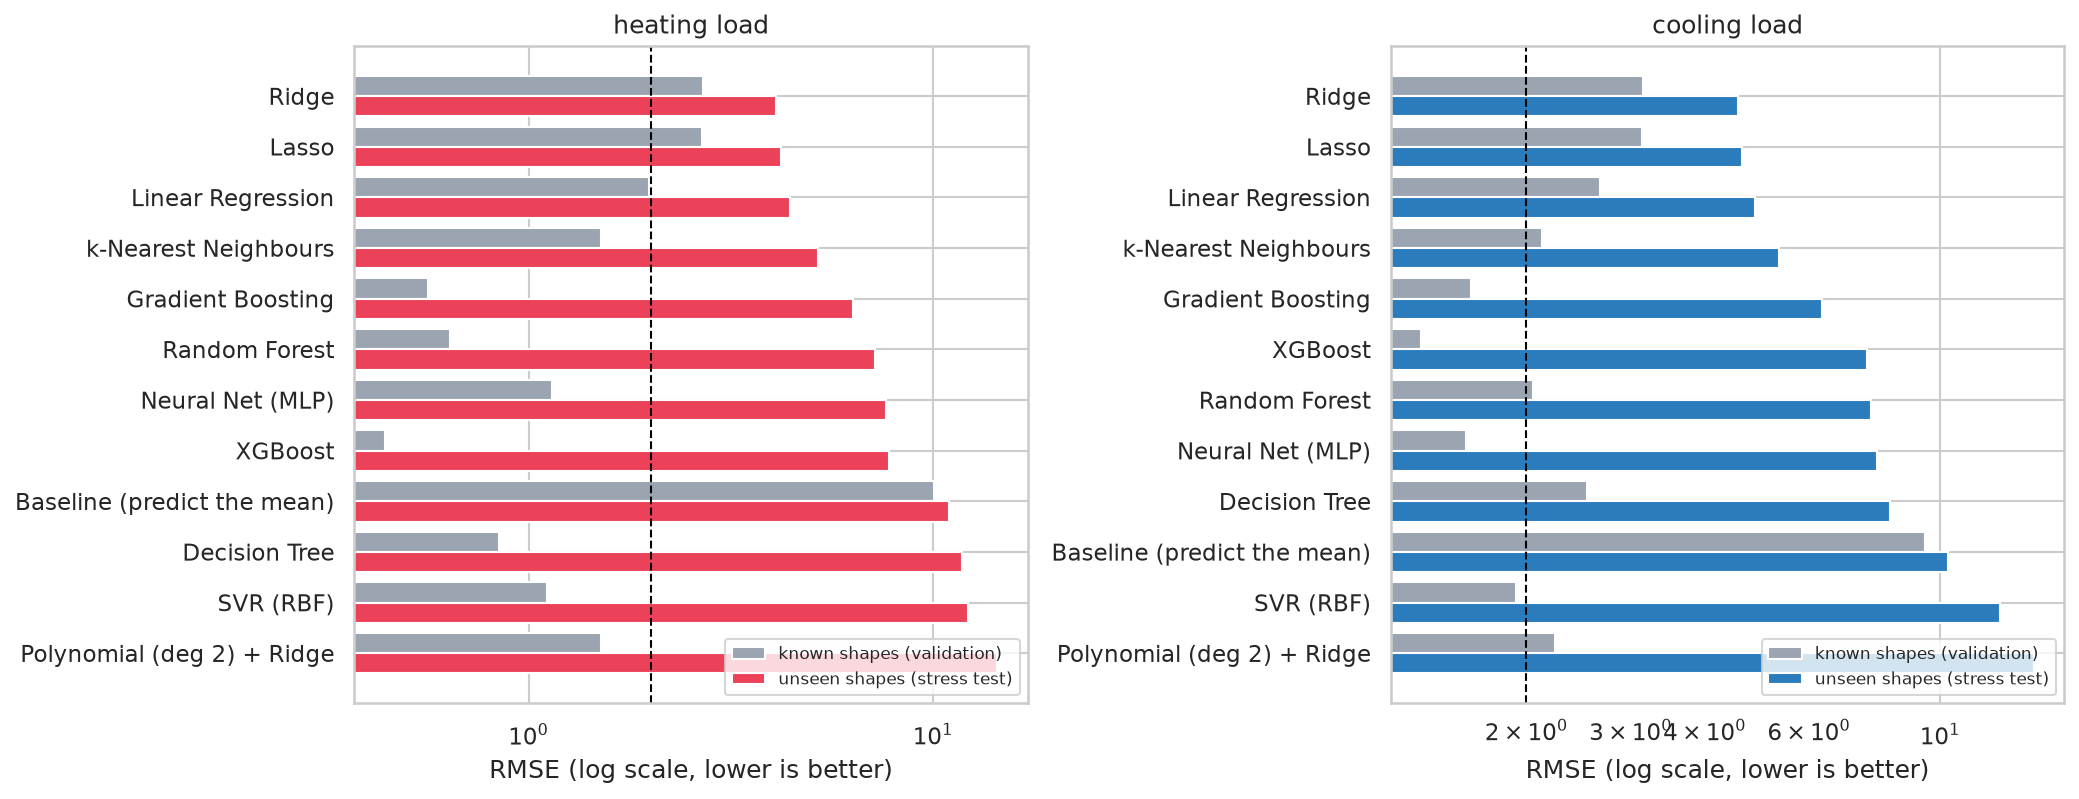 heating load
Ridge
Lasso
Linear Regression
k-Nearest Neighbours
Gradient Boosting
Random Forest
Neural Net (MLP)
XGBoost
Baseline (predict the mean)
Decision Tree
SVR (RBF)
Polynomial (deg 2) + Ridge
known shapes (validation)
unseen shapes (stress test)
10⁰ 10¹
RMSE (log scale, lower is better)
cooling load
Ridge
Lasso
Linear Regression
k-Nearest Neighbours
Gradient Boosting
XGBoost
Random Forest
Neural Net (MLP)
Decision Tree
Baseline (predict the mean)
SVR (RBF)
Polynomial (deg 2) + Ridge
known shapes (validation)
unseen shapes (stress test)
2 × 10⁰ 3 × 10⁰ 4 × 10⁰ 6 × 10⁰ 10¹
RMSE (log scale, lower is better)